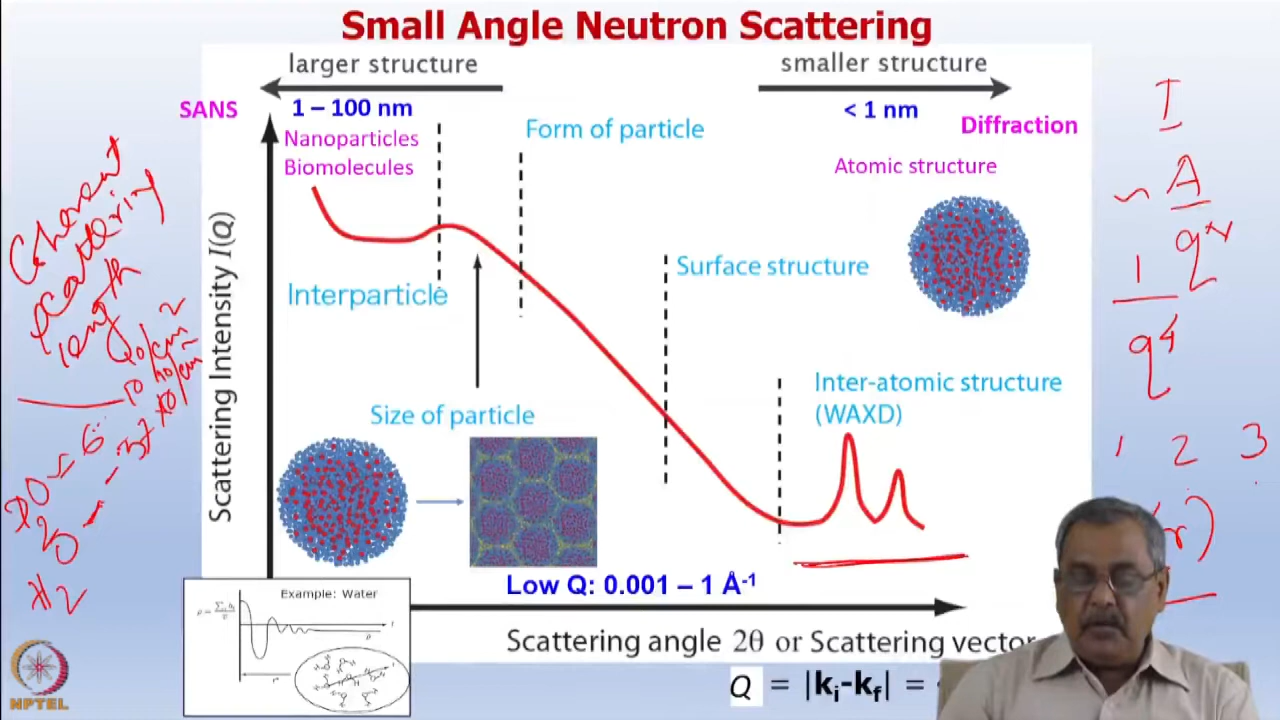 Small Angle Neutron Scattering
larger structure
smaller structure
SANS
1 – 100 nm
< 1 nm
Nanoparticles
Biomolecules
Form of particle
Diffraction
Atomic structure
I
A
q
1
q⁴
Coherent
scattering
length
Scattering Intensity I(Q)
Interparticle
Surface structure
Size of particle
Inter-atomic structure
(WAXD)
1 2 3
(r)
H2
Low Q: 0.001 – 1 Å⁻¹
Example: Water
Scattering angle 2θ or Scattering vector
Q = |ki-kf| =
NPTEL